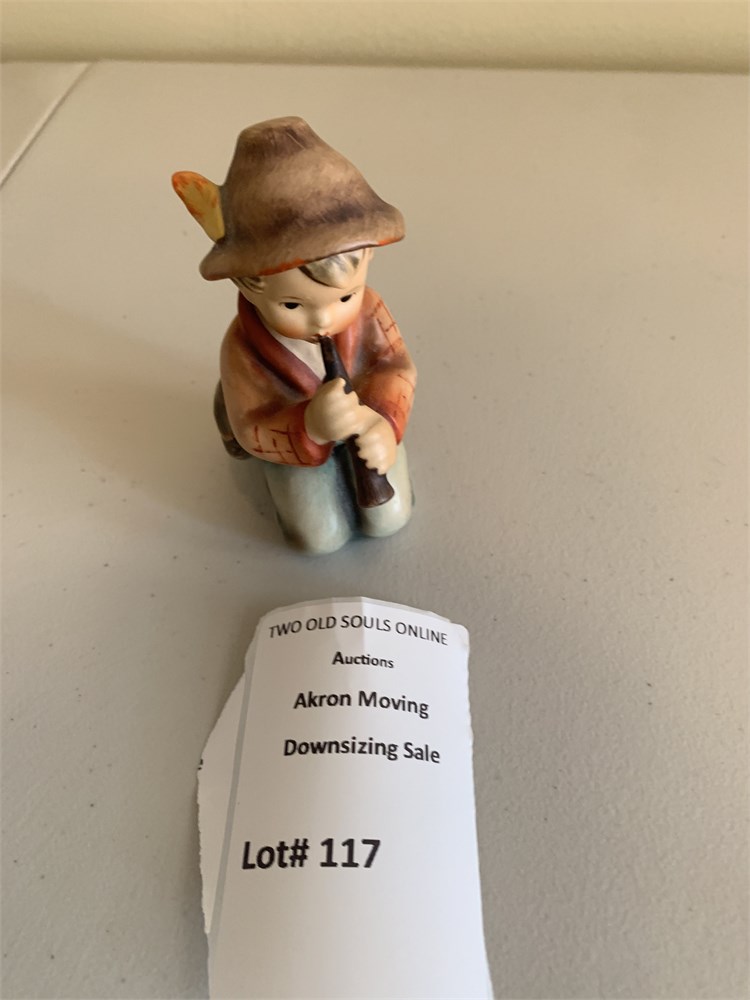 TWO OLD SOULS ONLINE
Auctions
Akron Moving
Downsizing Sale
Lot# 117